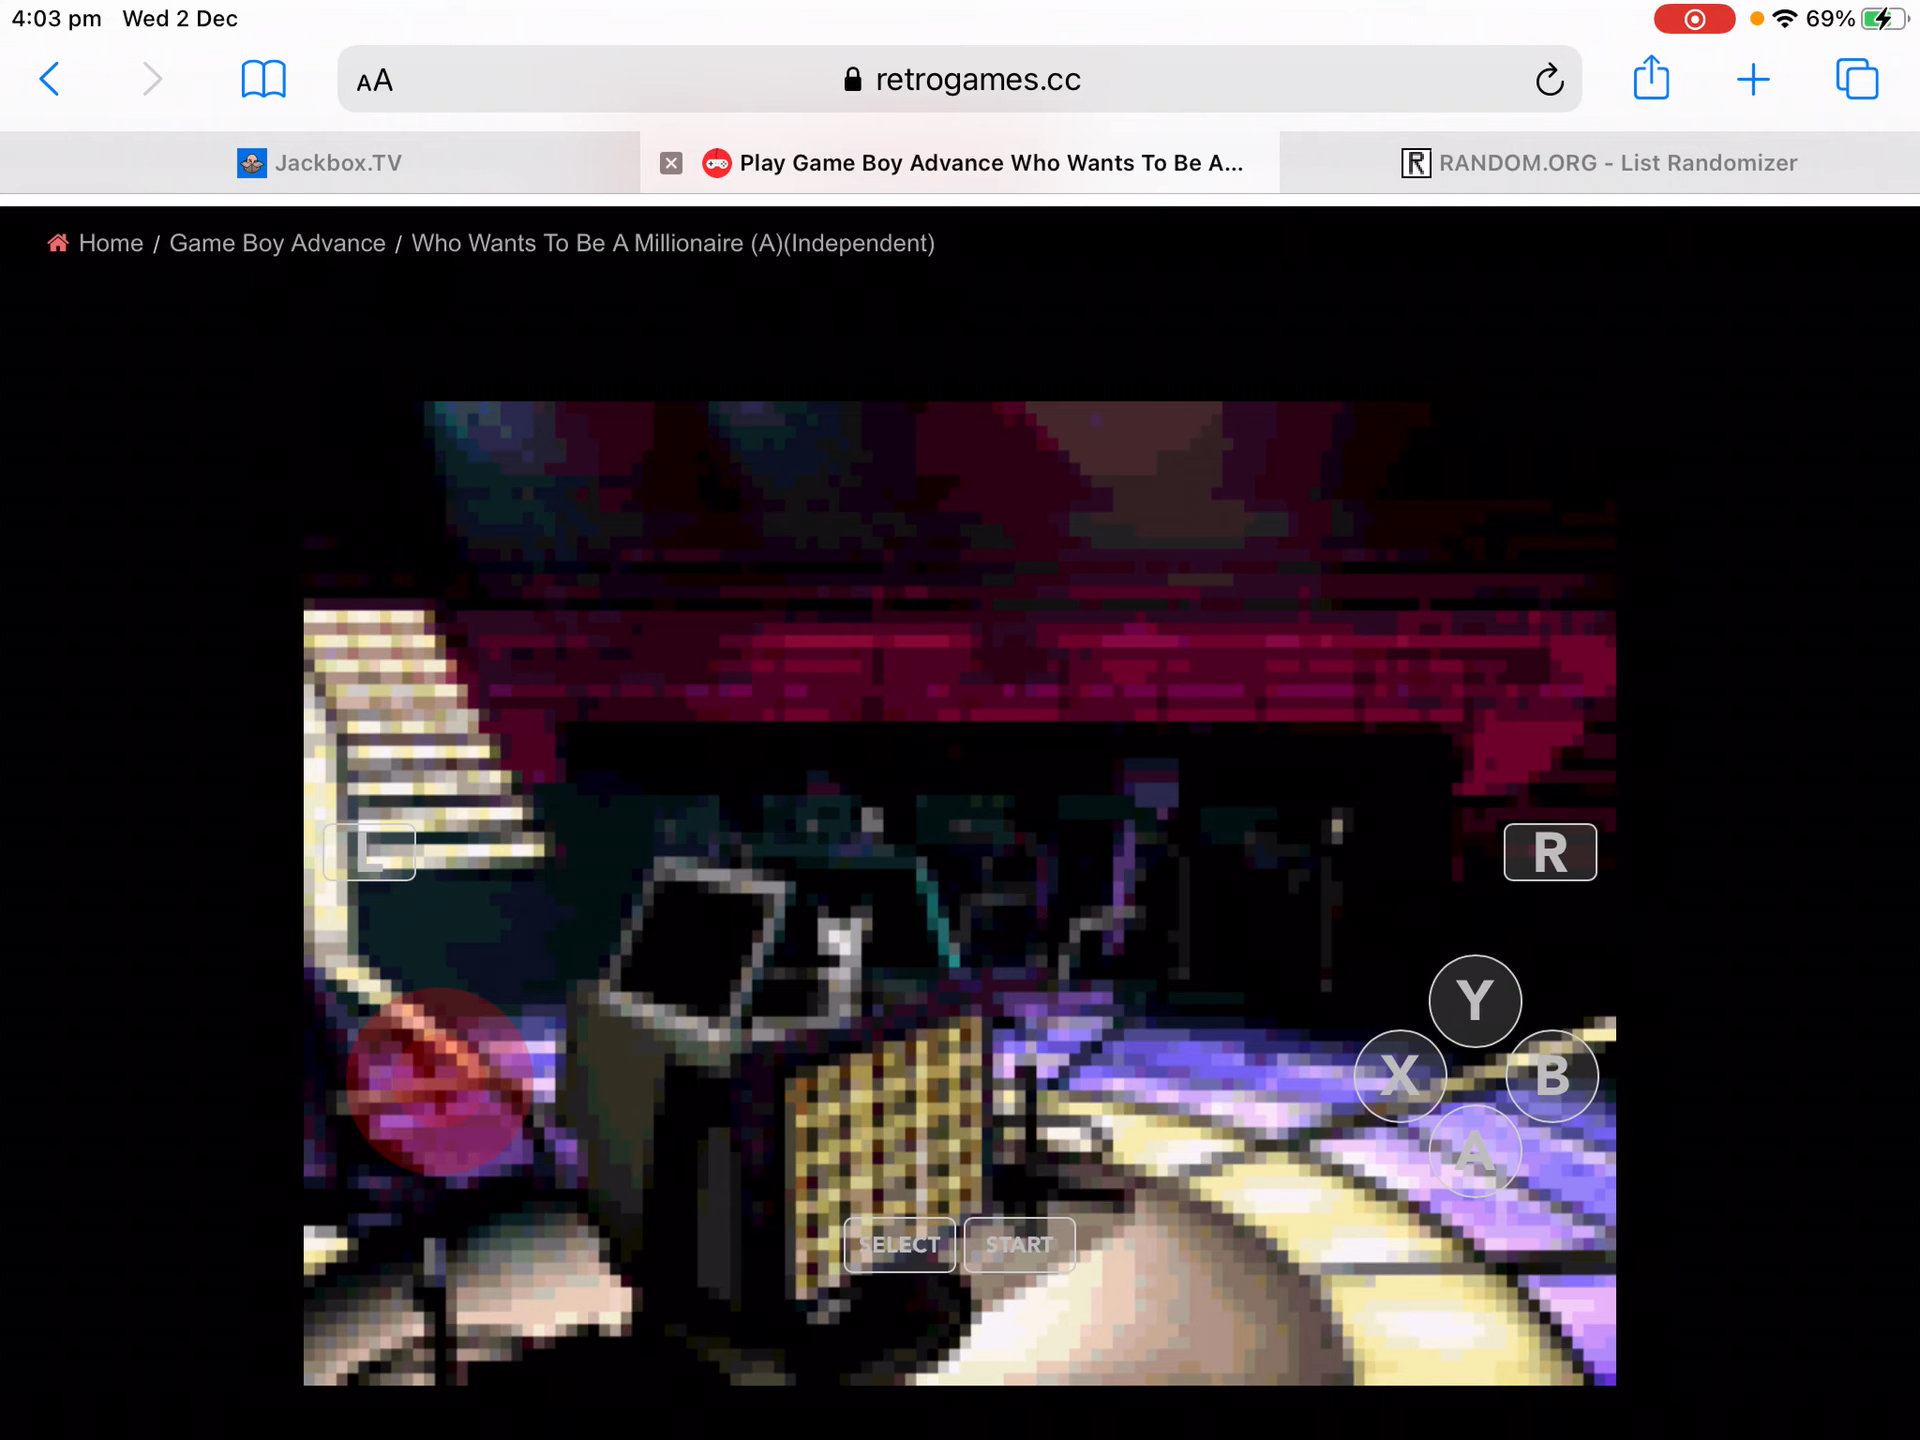 4:03 pm Wed 2 Dec
69%
AA
retrogames.cc
Jackbox.TV
Play Game Boy Advance Who Wants To Be A...
RANDOM.ORG - List Randomizer
Home / Game Boy Advance / Who Wants To Be A Millionaire (A)(Independent)
L
R
Y
X
B
A
SELECT
START